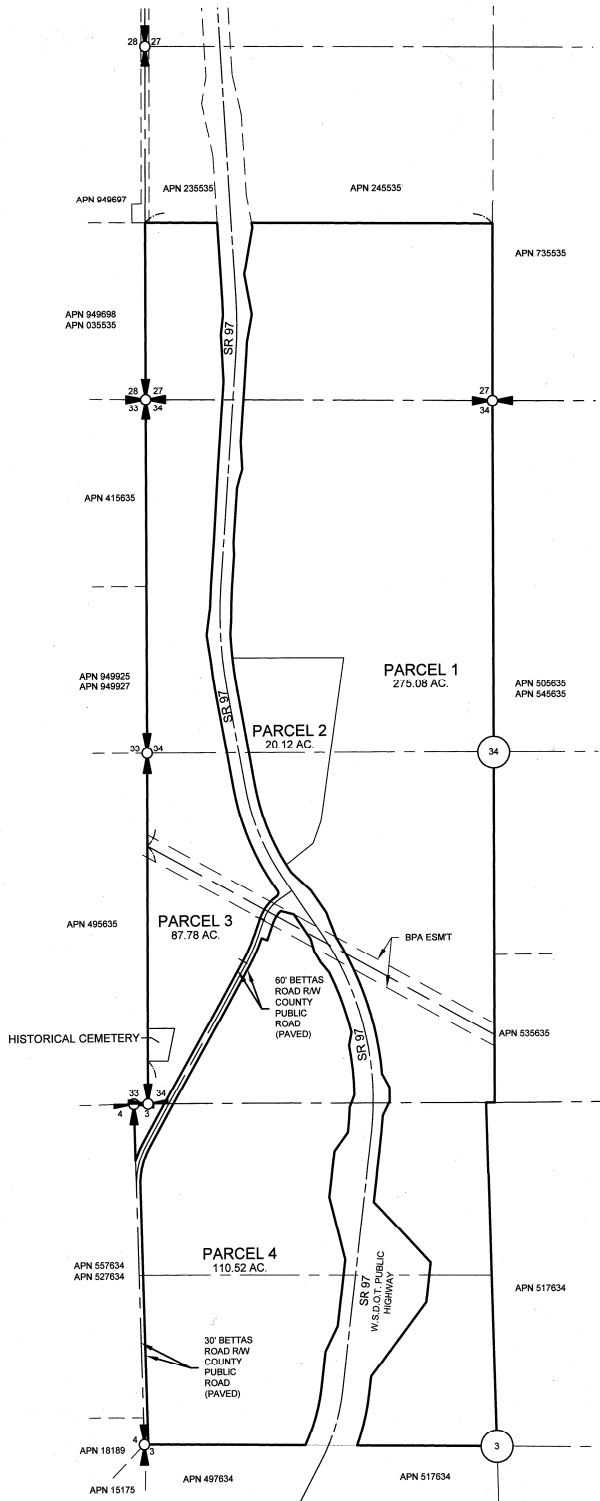 28 27
APN 235535
APN 245535
APN 949697
APN 735535
APN 949698
APN 035535
SR 97
28 27
33 34
27
34
APN 415635
PARCEL 1
275.08 AC.
APN 949925
APN 949927
APN 505635
APN 545635
SR 97
PARCEL 2
20.12 AC.
33 34
34
APN 495635
PARCEL 3
87.78 AC.
BPA ESM'T
60' BETTAS
ROAD R/W
COUNTY
PUBLIC
ROAD
(PAVED)
APN 535635
HISTORICAL CEMETERY
SR 97
33 34
4 3
PARCEL 4
110.52 AC.
APN 557634
APN 527634
SR 97
W.S.D.O.T. PUBLIC
HIGHWAY
APN 517634
30' BETTAS
ROAD R/W
COUNTY
PUBLIC
ROAD
(PAVED)
4
3
3
APN 18189
APN 15175
APN 497634
APN 517634